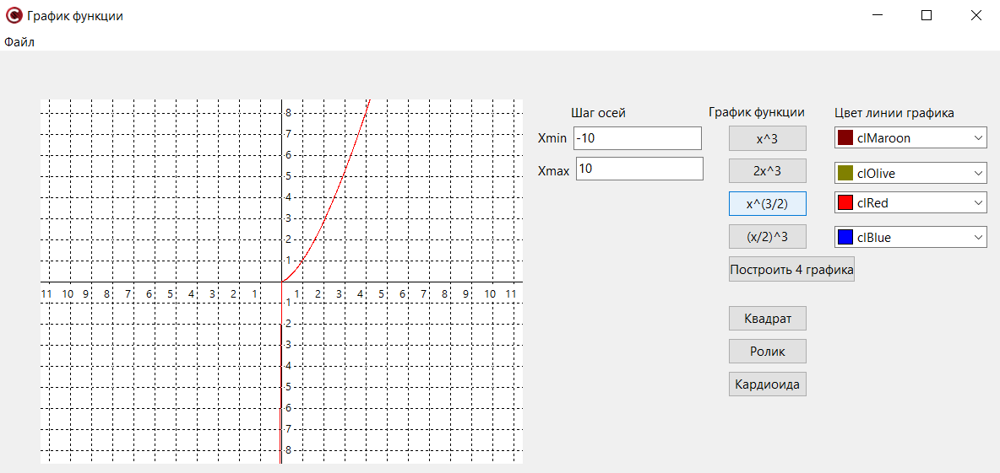 График функции
Файл
Шаг осей
График функции
Цвет линии графика
Xmin -10
x^3
clMaroon
Xmax 10
2x^3
clOlive
x^(3/2)
clRed
(x/2)^3
clBlue
Построить 4 графика
Квадрат
Ролик
Кардиоида
8
7
6
5
4
3
2
1
11 10 9 8 7 6 5 4 3 2 1 1 2 3 4 5 6 7 8 9 10 11
1
2
3
4
5
6
7
8